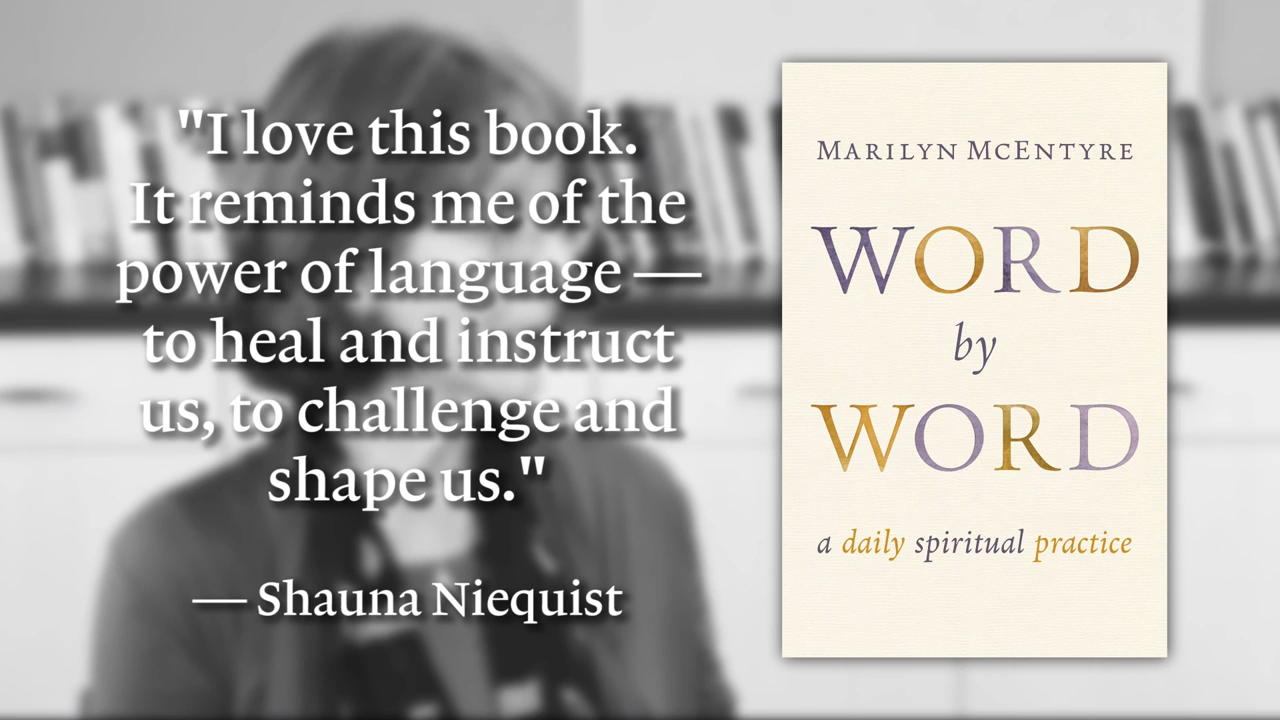 "I love this book.
It reminds me of the
power of language —
to heal and instruct
us, to challenge and
shape us."
— Shauna Niequist
MARILYN MCENTYRE
WORD
by
WORD
a daily spiritual practice